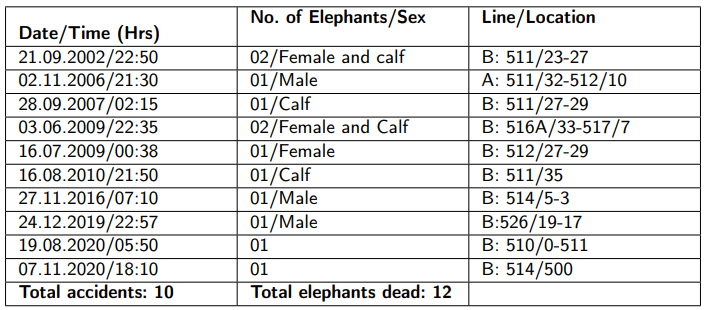 Date/Time (Hrs) No. of Elephants/Sex Line/Location
21.09.2002/22:50 02/Female and calf B: 511/23-27
02.11.2006/21:30 01/Male A: 511/32-512/10
28.09.2007/02:15 01/Calf B: 511/27-29
03.06.2009/22:35 02/Female and Calf B: 516A/33-517/7
16.07.2009/00:38 01/Female B: 512/27-29
16.08.2010/21:50 01/Calf B: 511/35
27.11.2016/07:10 01/Male B: 514/5-3
24.12.2019/22:57 01/Male B:526/19-17
19.08.2020/05:50 01 B: 510/0-511
07.11.2020/18:10 01 B: 514/500
Total accidents: 10 Total elephants dead: 12